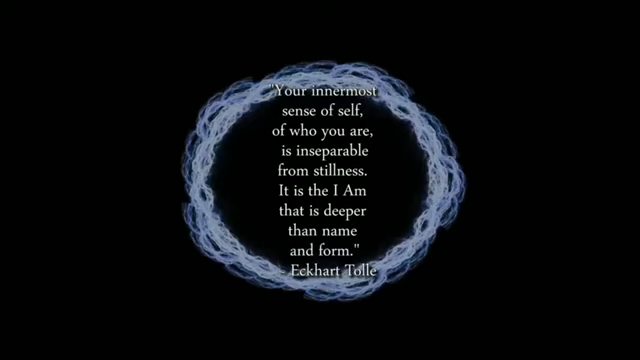 "Your innermost
sense of self,
of who you are,
is inseparable
from stillness.
It is the I Am
that is deeper
than name
and form."
- Eckhart Tolle